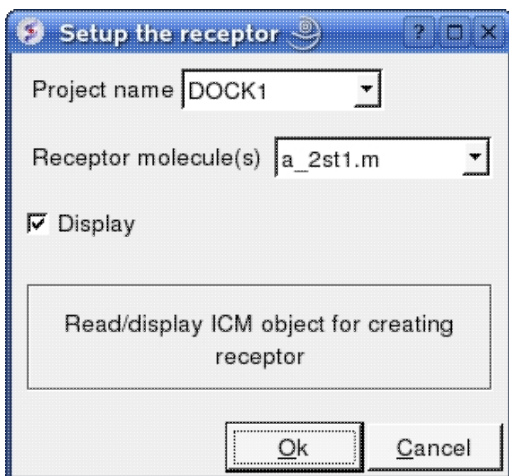 Setup the receptor ?
Project name DOCK1
Receptor molecule(s) a_2st1.m
Display
Read/display ICM object for creating
receptor
Ok Cancel